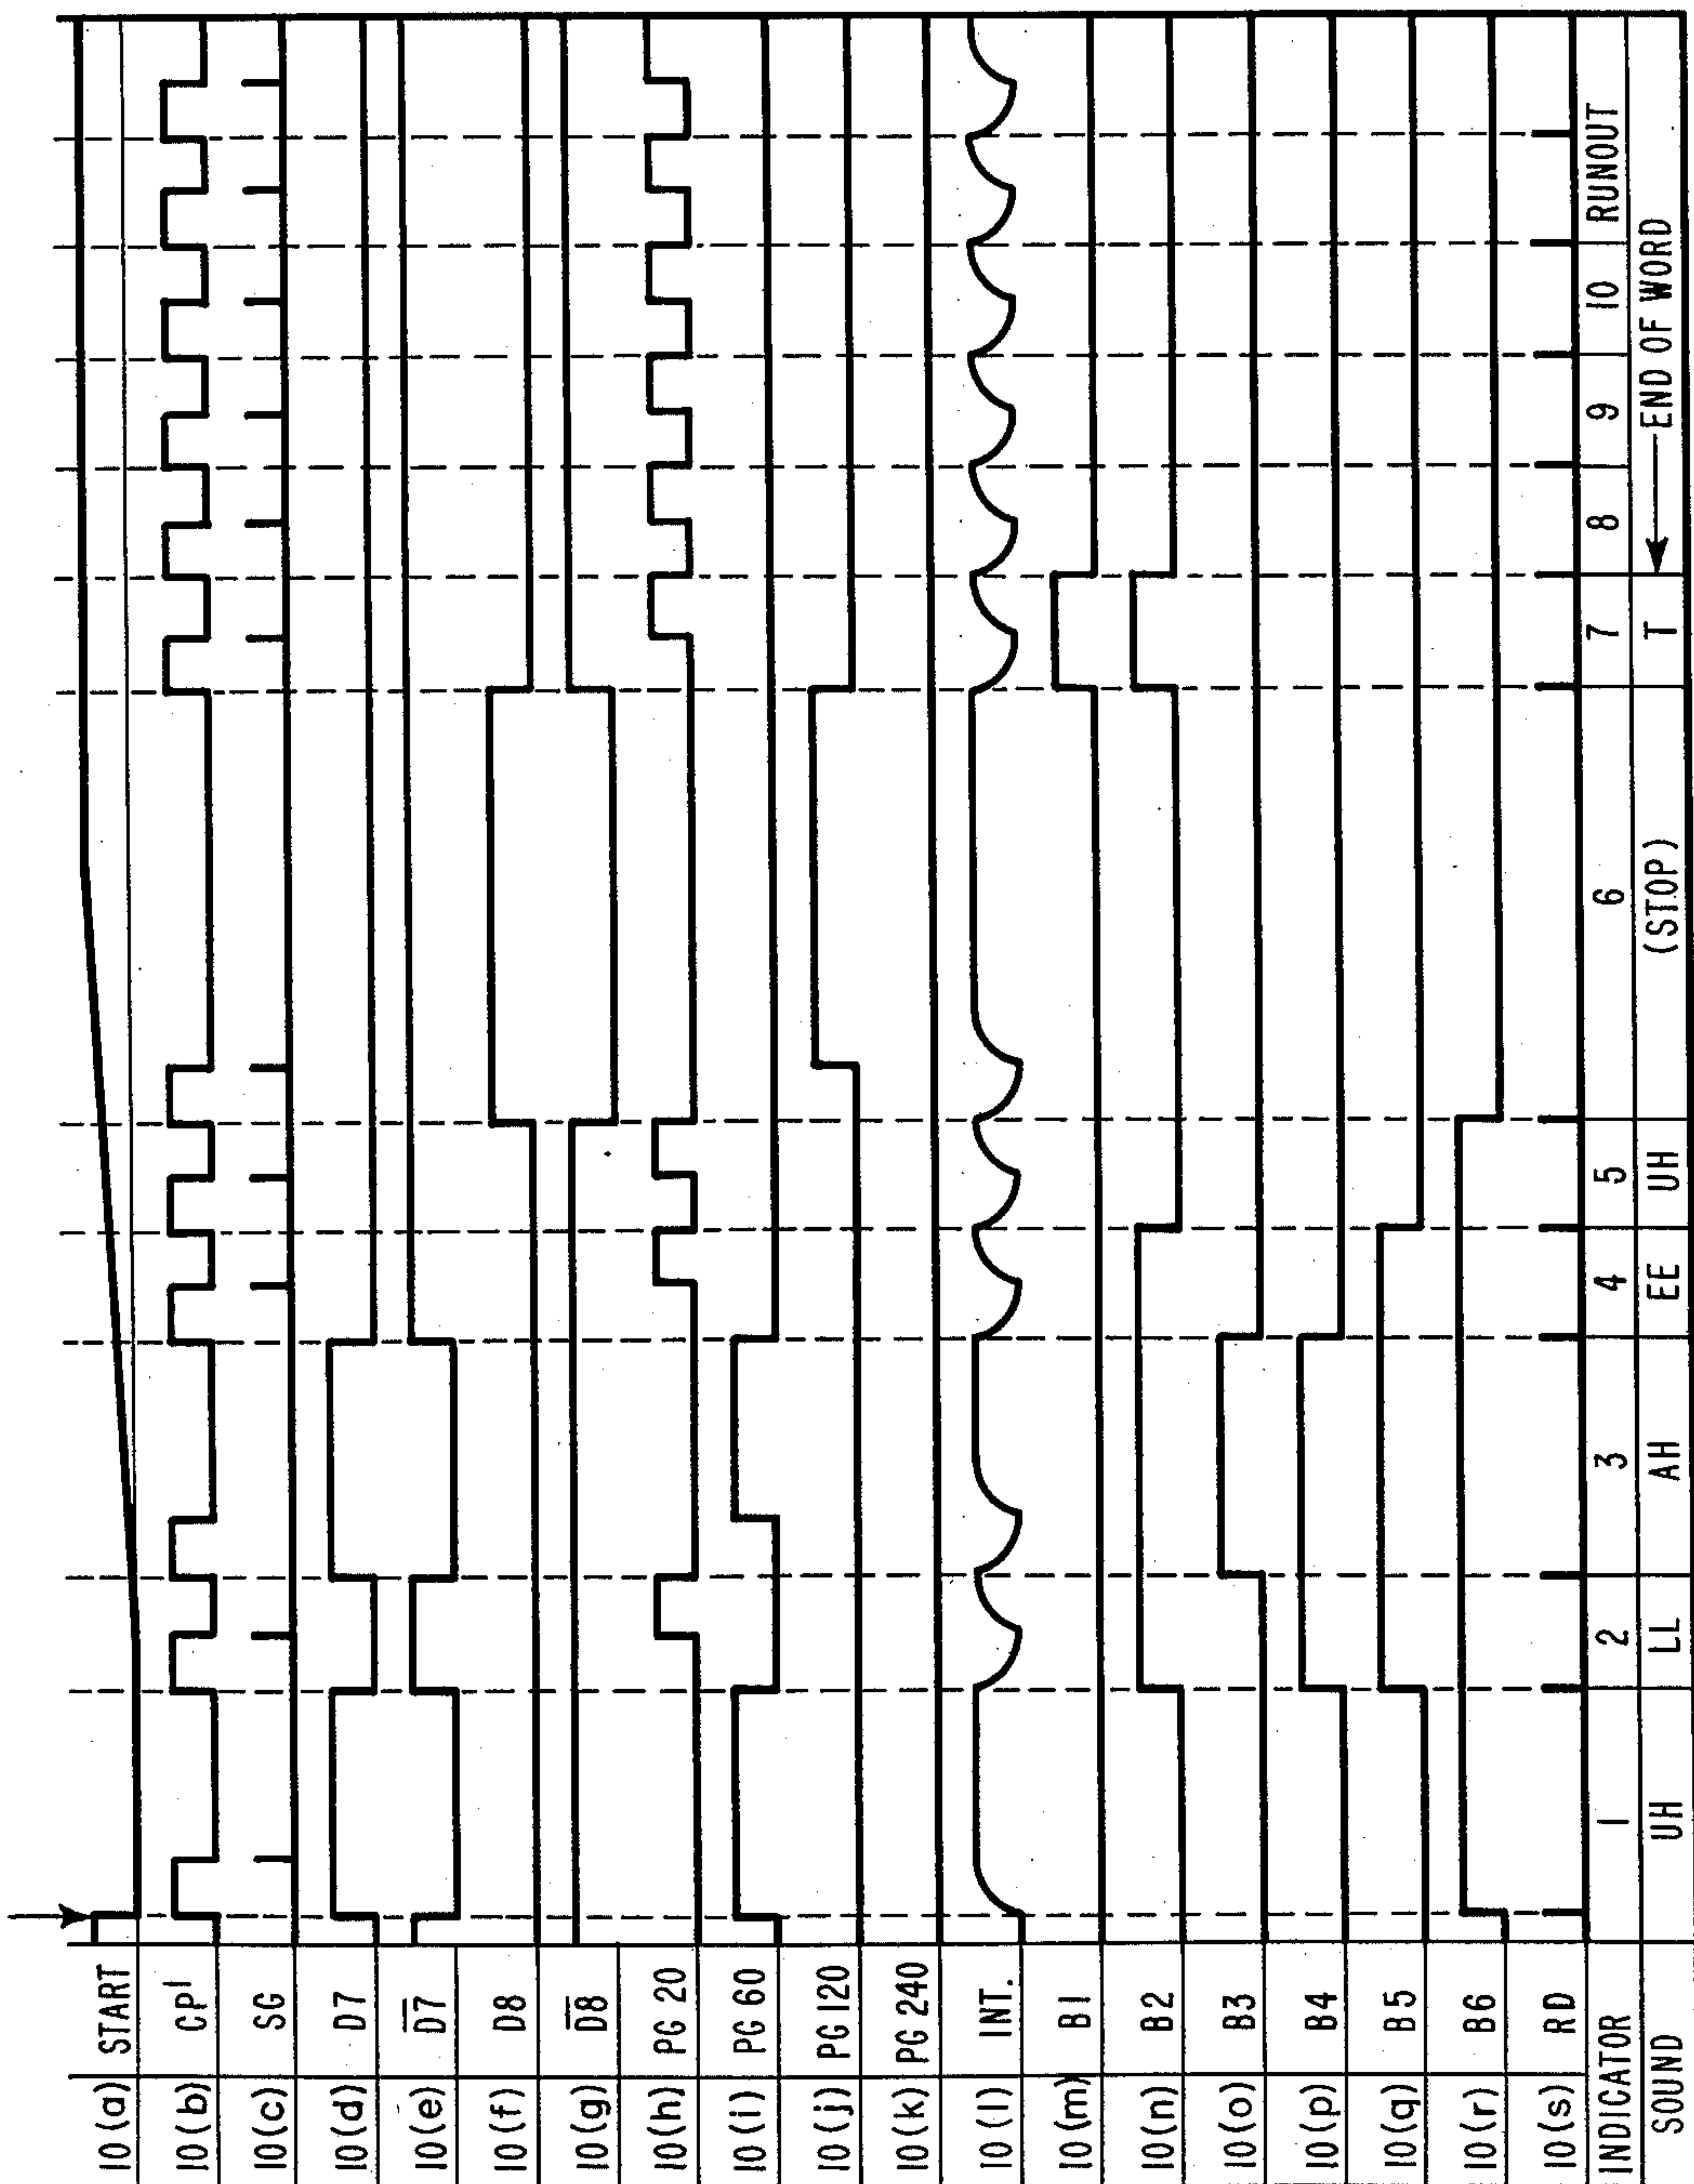 10(a) START
10(b) CP'
10(c) SG
10(d) D7
10(e) D̅7̅
10(f) D8
10(g) D̅8̅
10(h) PG 20
10(i) PG 60
10(j) PG 120
10(k) PG 240
10(l) INT.
10(m) B1
10(n) B2
10(o) B3
10(p) B4
10(q) B5
10(r) B6
10(s) RD
INDICATOR 1 2 3 4 5 6 7 8 9 10 RUNOUT
SOUND UH LL AH EE UH (STOP) T END OF WORD